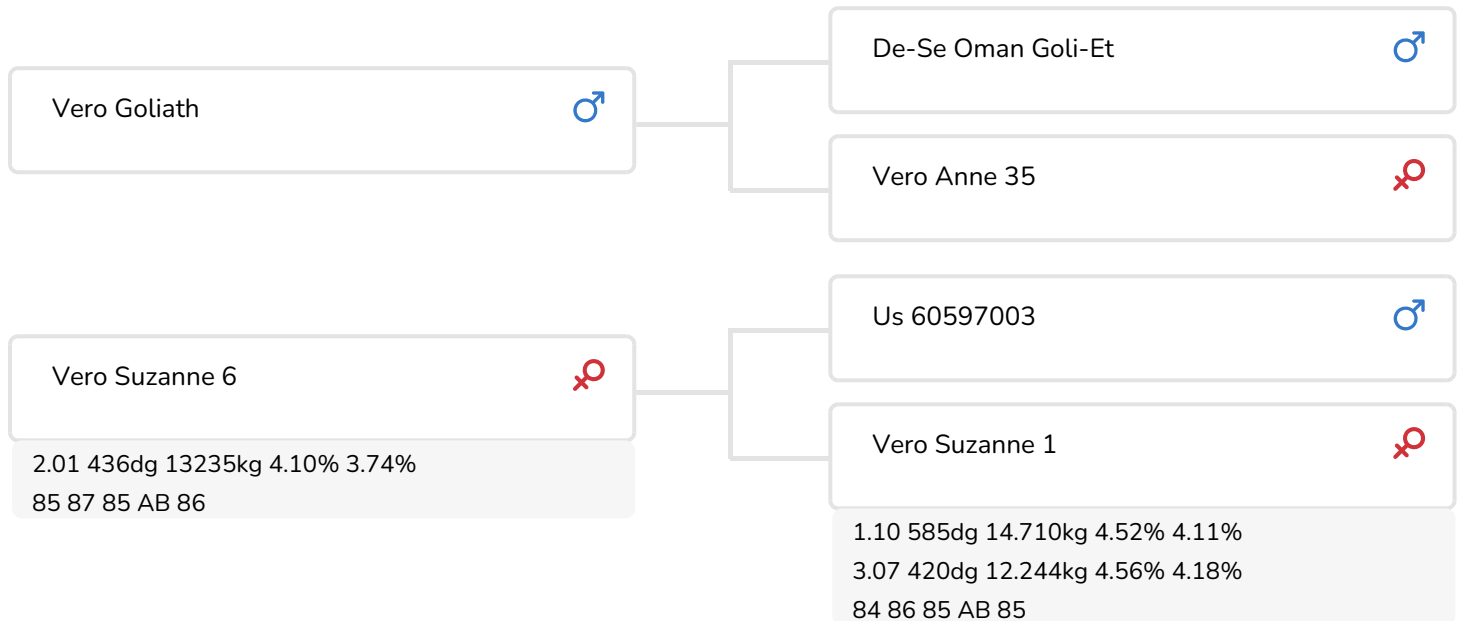 Vero Goliath
De-Se Oman Goli-Et
Vero Anne 35
Vero Suzanne 6
2.01 436dg 13235kg 4.10% 3.74%
85 87 85 AB 86
Us 60597003
Vero Suzanne 1
1.10 585dg 14.710kg 4.52% 4.11%
3.07 420dg 12.244kg 4.56% 4.18%
84 86 85 AB 85